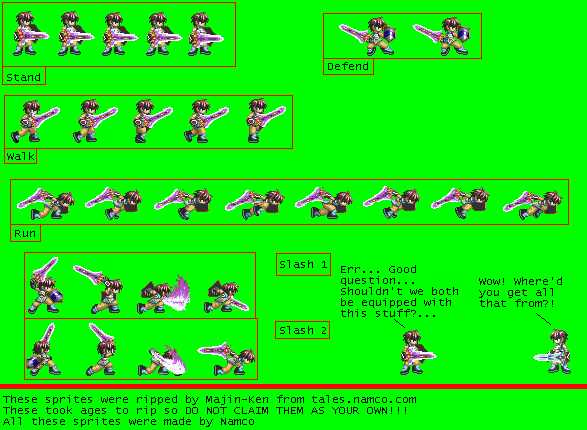 Stand
Defend
Walk
Run
Slash 1
Slash 2
Err... Good
question...
Shouldn't we both
be equipped with
this stuff?...
Wow! Where'd
you get all
that from?!
These sprites were ripped by Majin-Ken from tales.namco.com
These took ages to rip so DO NOT CLAIM THEM AS YOUR OWN!!!
All these sprites were made by Namco